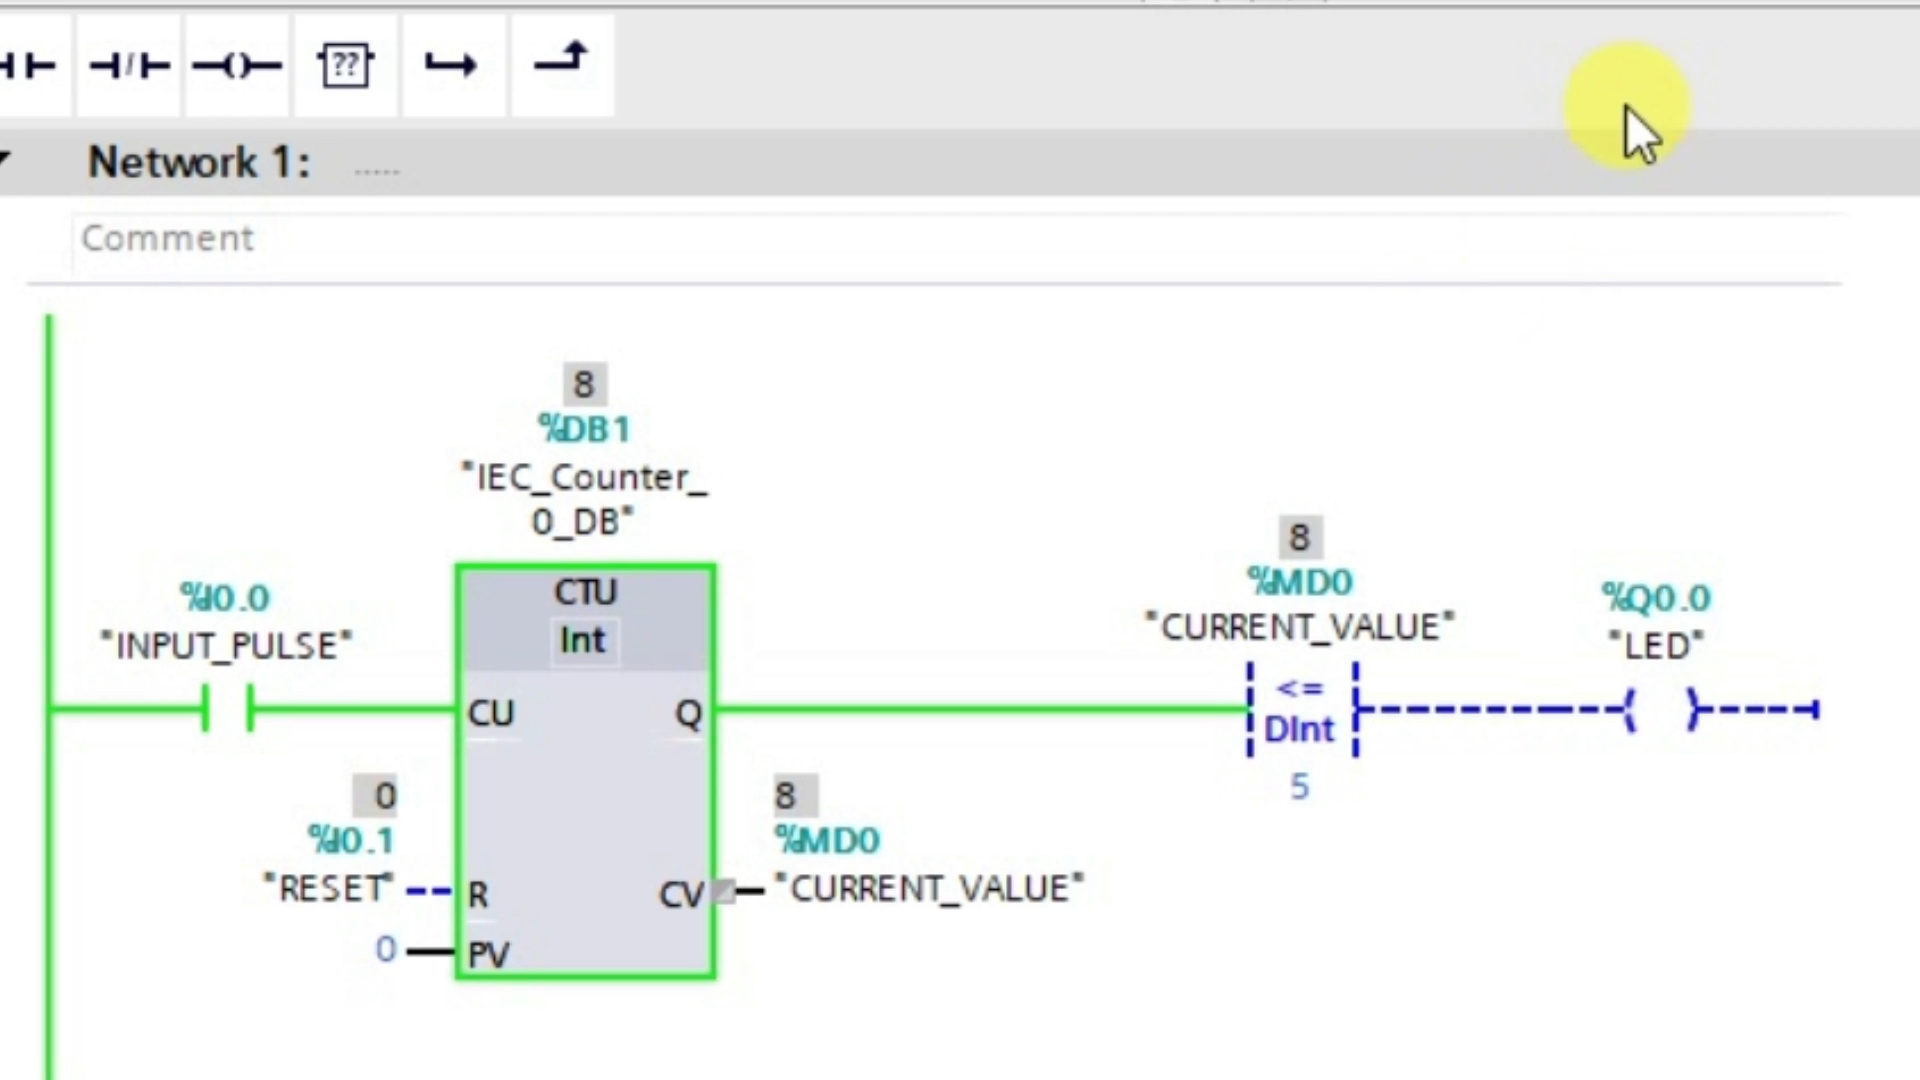 ??
Network 1: .....
Comment
8
%DB1
"IEC_Counter_
0_DB"
8
%MD0
"CURRENT_VALUE"
%I0.0
"INPUT_PULSE"
%Q0.0
"LED"
CTU
Int
<=
DInt
5
CU
Q
0
%I0.1
"RESET"
R
8
%MD0
CV
"CURRENT_VALUE"
0
PV